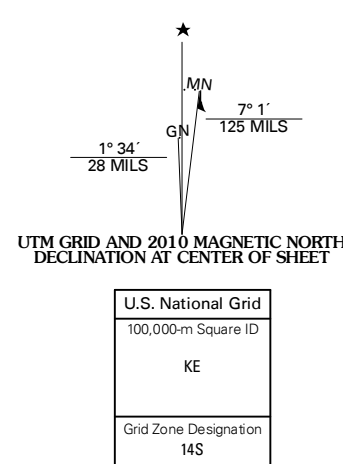 MN
GN
7° 1´
125 MILS
1° 34´
28 MILS
UTM GRID AND 2010 MAGNETIC NORTH
DECLINATION AT CENTER OF SHEET
U.S. National Grid
100,000-m Square ID
KE
Grid Zone Designation
14S